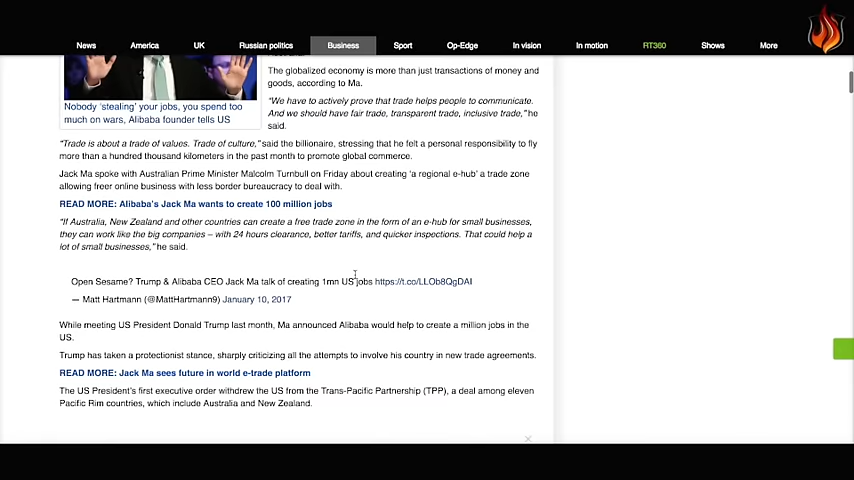 News America UK Russian politics Business Sport Op-Edge In vision In motion RT360 Shows More
The globalized economy is more than just transactions of money and
goods, according to Ma.
Nobody 'stealing' your jobs, you spend too
much on wars, Alibaba founder tells US
“We have to actively prove that trade helps people to communicate.
And we should have fair trade, transparent trade, inclusive trade,” he
said.
“Trade is about a trade of values. Trade of culture,” said the billionaire, stressing that he felt a personal responsibility to fly
more than a hundred thousand kilometers in the past month to promote global commerce.
Jack Ma spoke with Australian Prime Minister Malcolm Turnbull on Friday about creating ‘a regional e-hub’ a trade zone
allowing freer online business with less border bureaucracy to deal with.
READ MORE: Alibaba's Jack Ma wants to create 100 million jobs
“If Australia, New Zealand and other countries can create a free trade zone in the form of an e-hub for small businesses,
they can work like the big companies – with 24 hours clearance, better tariffs, and quicker inspections. That could help a
lot of small businesses,” he said.
Open Sesame? Trump & Alibaba CEO Jack Ma talk of creating 1mn US jobs https://t.co/LLOb8QgDAI
— Matt Hartmann (@MattHartmann9) January 10, 2017
While meeting US President Donald Trump last month, Ma announced Alibaba would help to create a million jobs in the
US.
Trump has taken a protectionist stance, sharply criticizing all the attempts to involve his country in new trade agreements.
READ MORE: Jack Ma sees future in world e-trade platform
The US President's first executive order withdrew the US from the Trans-Pacific Partnership (TPP), a deal among eleven
Pacific Rim countries, which include Australia and New Zealand.